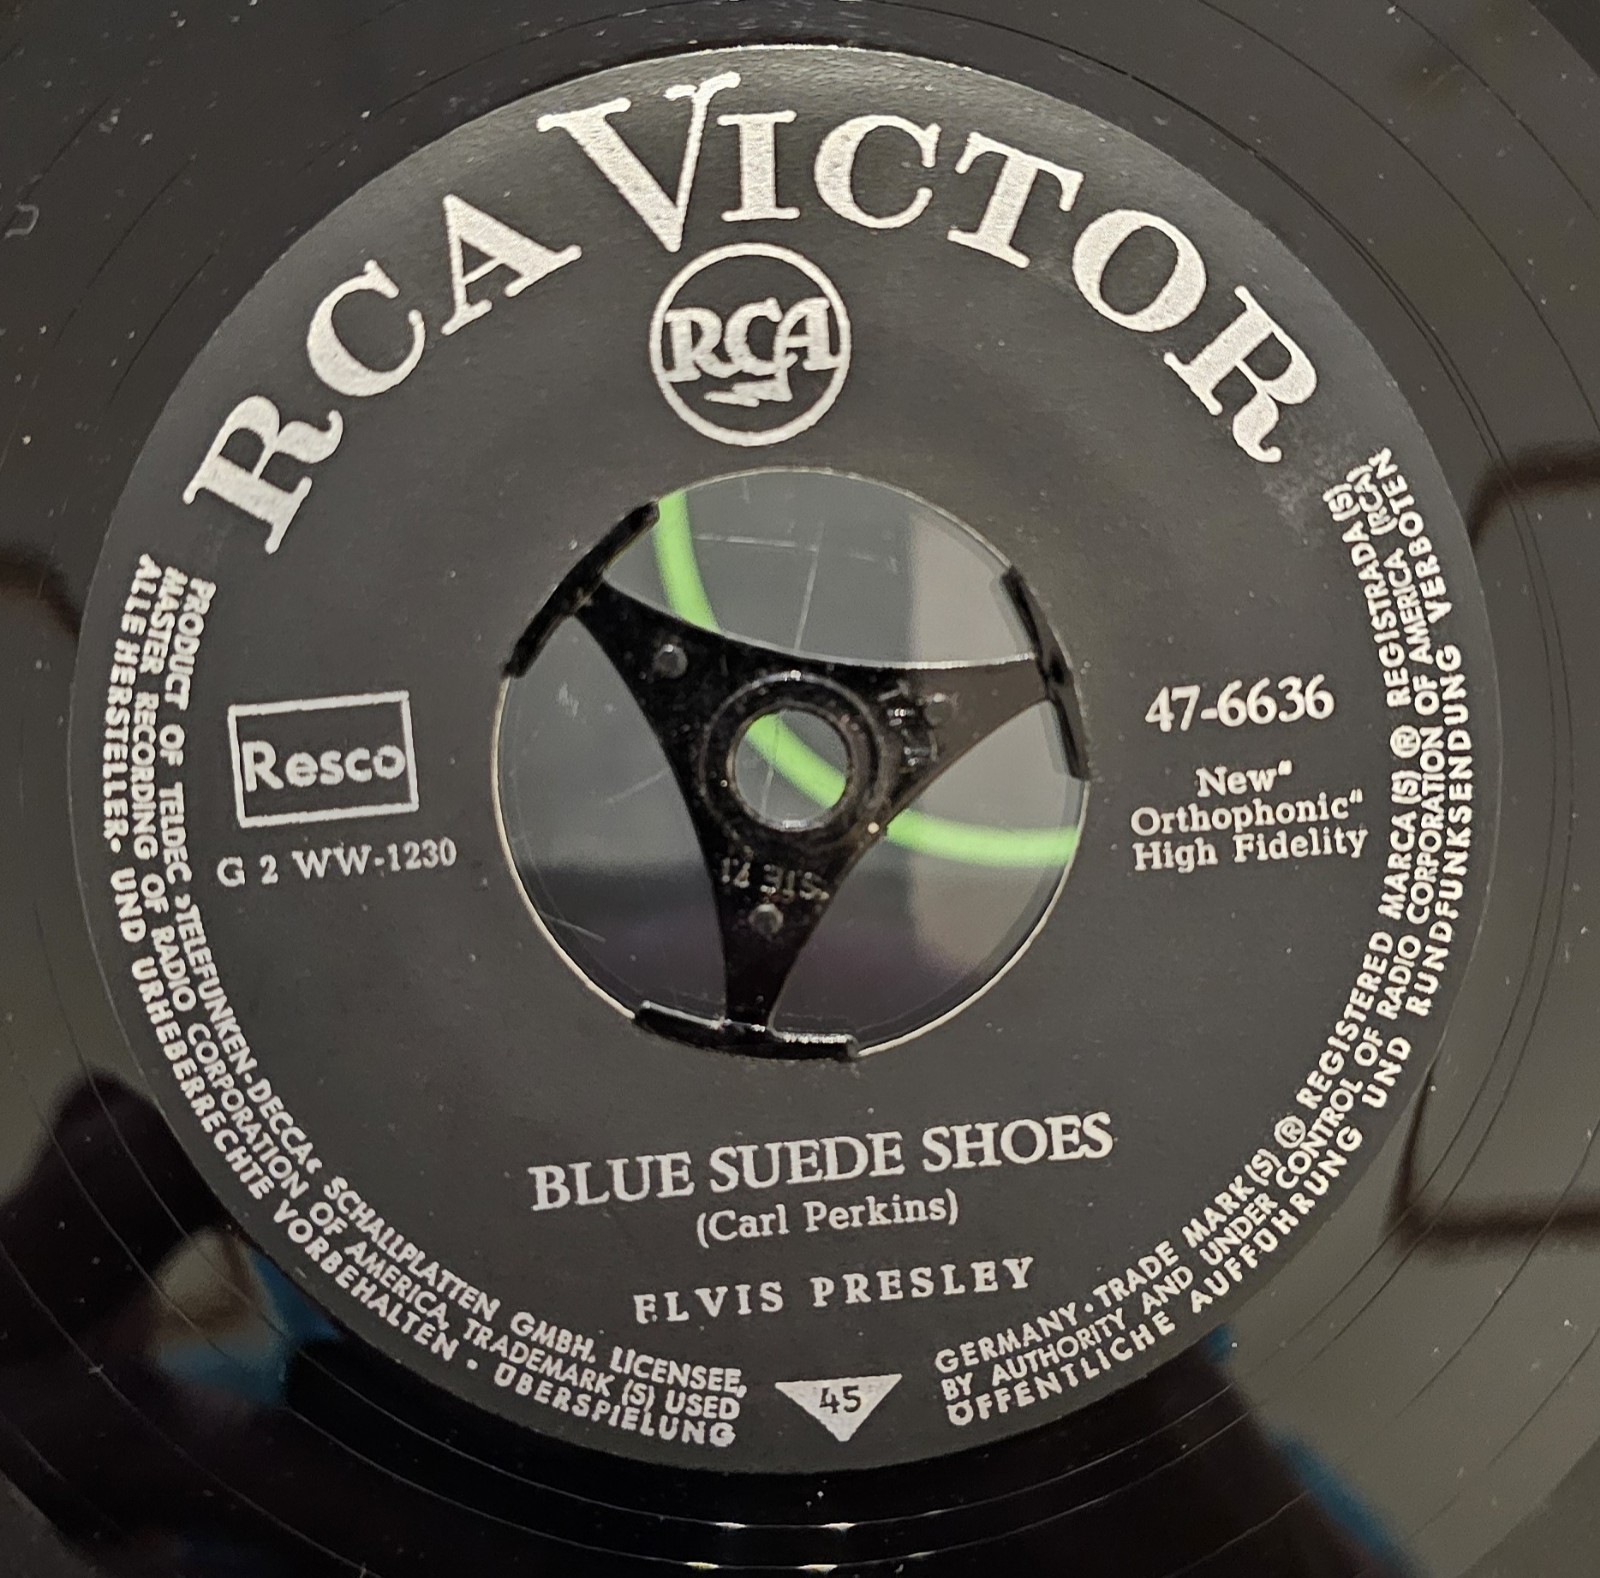 RCA VICTOR
RCA
Resco
G 2 WW-1230
47-6636
New"
Orthophonic"
High Fidelity
BLUE SUEDE SHOES
(Carl Perkins)
ELVIS PRESLEY
45
PRODUCT OF TELDEC »TELEFUNKEN-DECCA« SCHALLPLATTEN GMBH. LICENSEE,
MASTER RECORDING OF RADIO CORPORATION OF AMERICA, TRADEMARK (S) USED
ALLE HERSTELLER- UND URHEBERRECHTE VORBEHALTEN • ÜBERSPIELUNG
GERMANY • TRADE MARK(S) ® REGISTERED MARCA (S) ® REGISTRADA (S)
BY AUTHORITY AND UNDER CONTROL OF RADIO CORPORATION OF AMERICA (RCA)
ÖFFENTLICHE AUFFÜHRUNG UND RUNDFUNKSENDUNG VERBOTEN